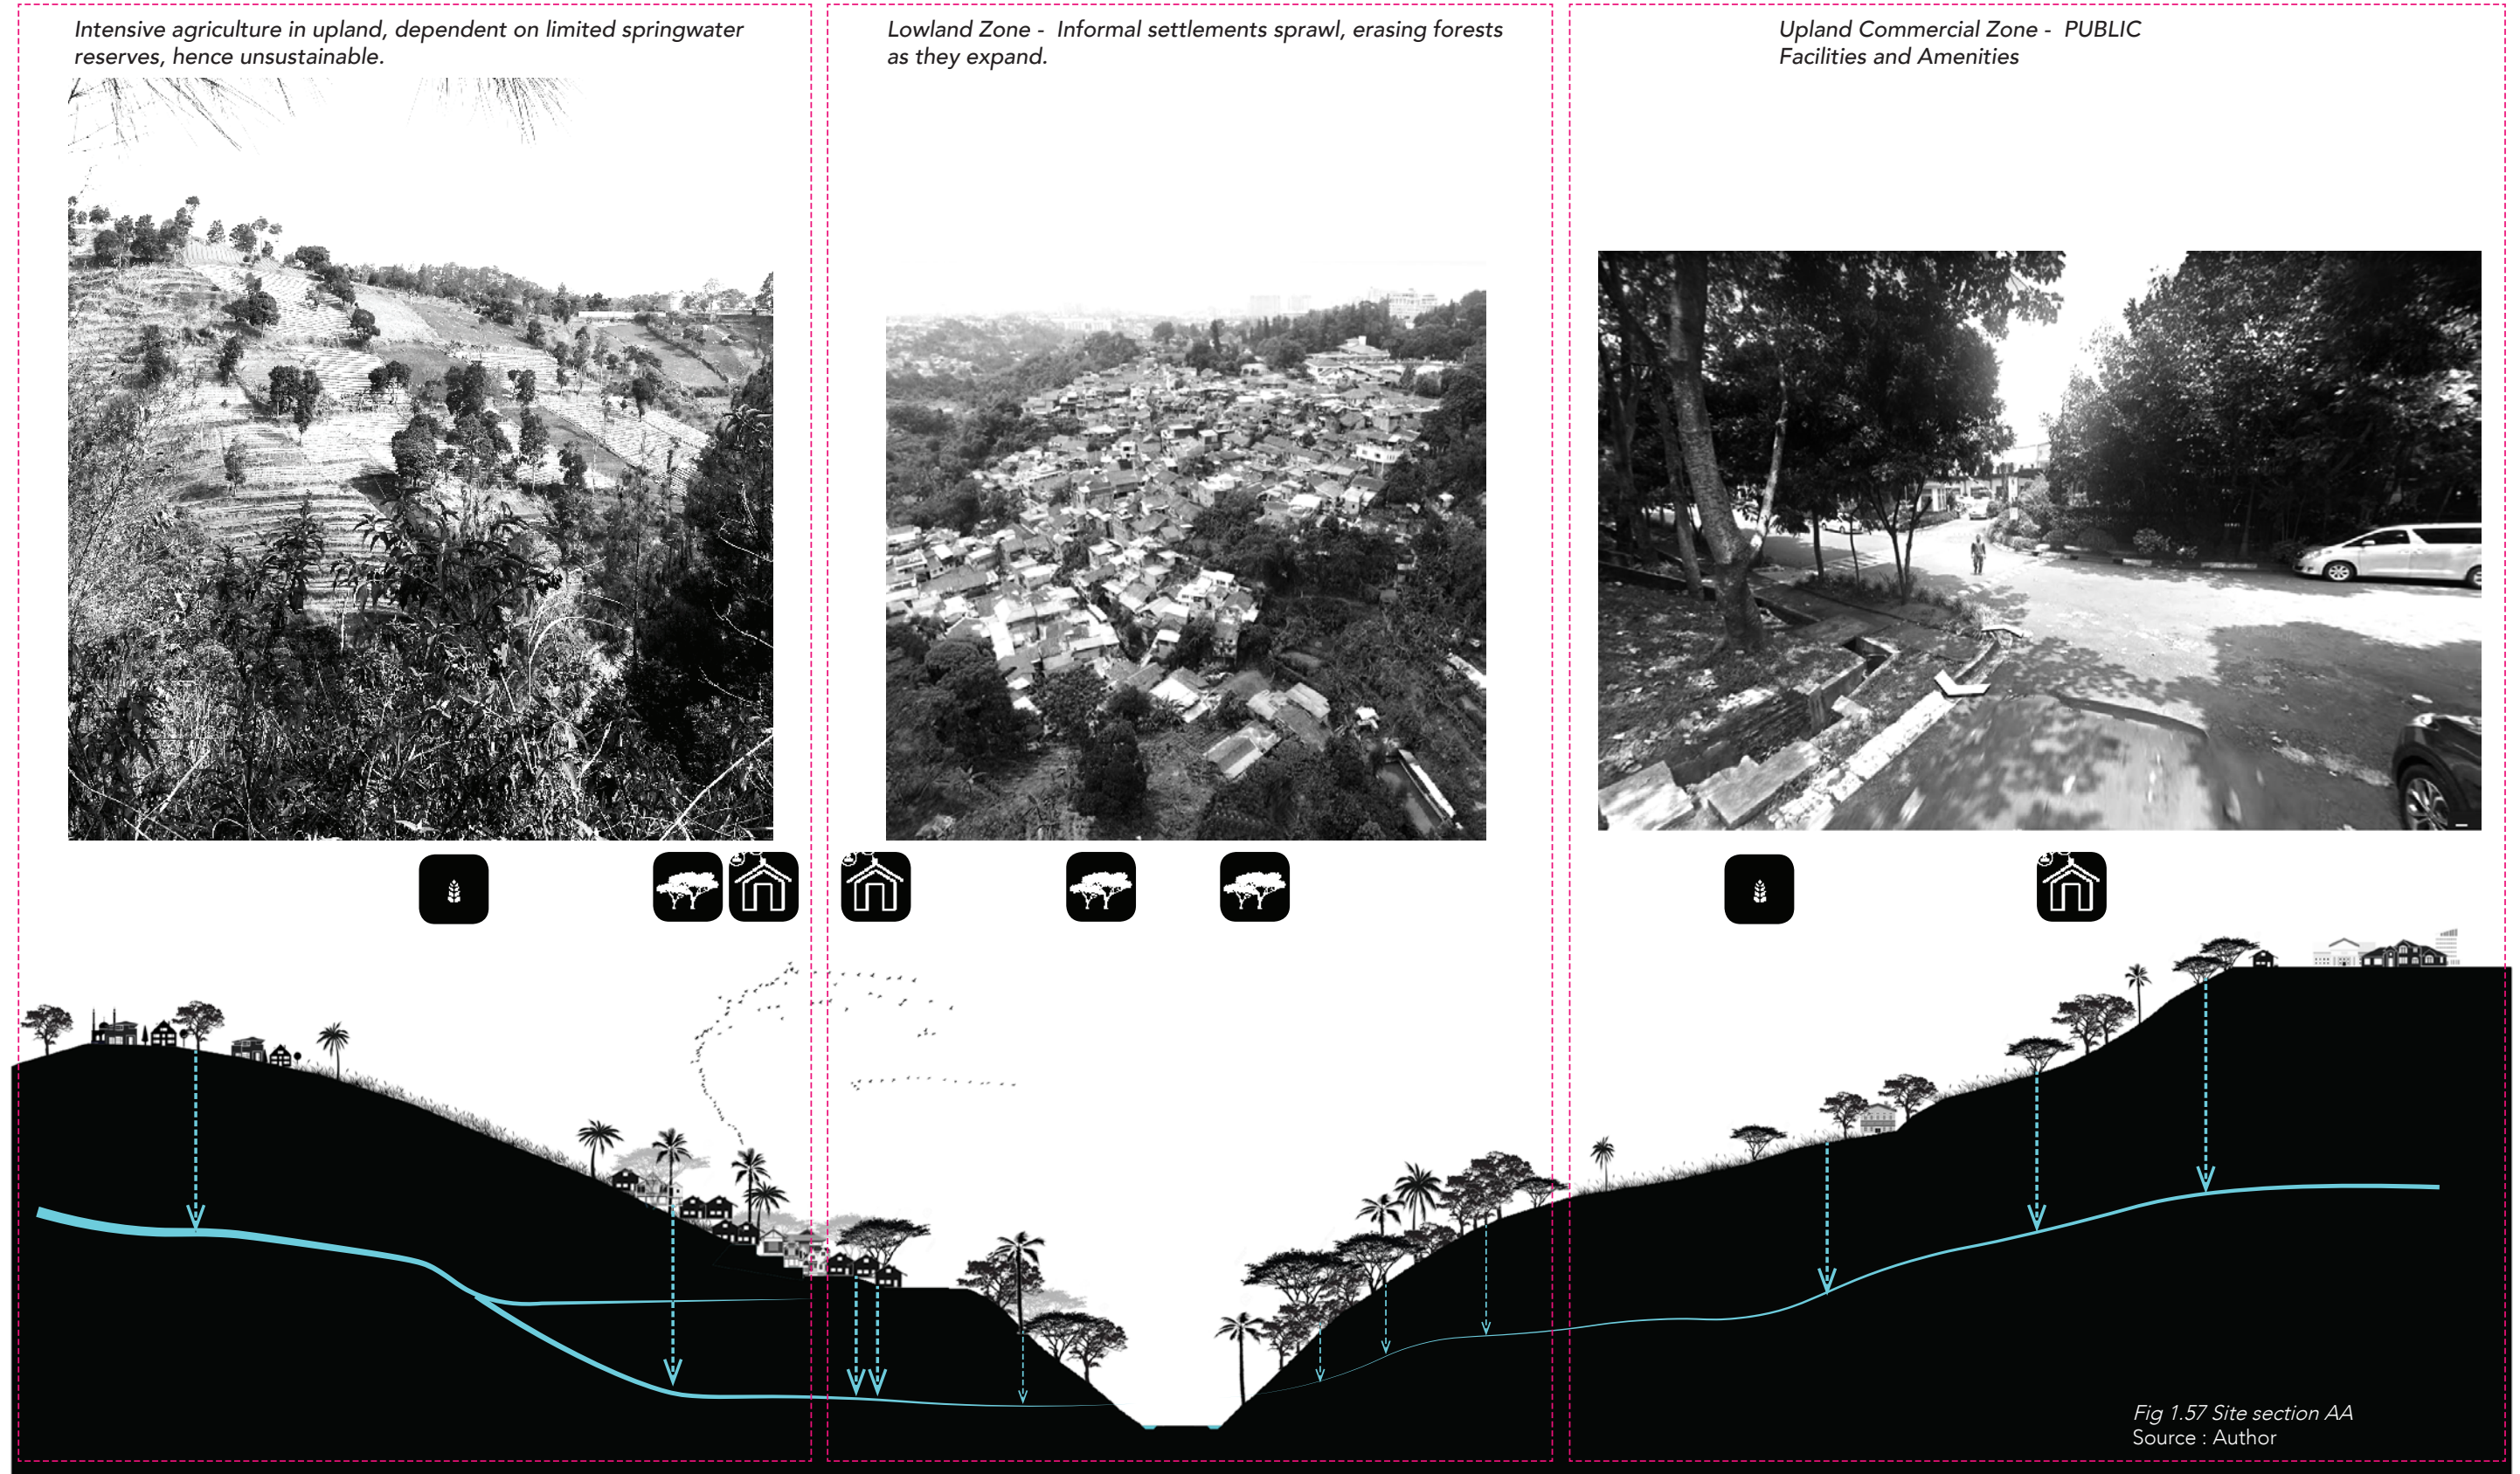 Intensive agriculture in upland, dependent on limited springwater
reserves, hence unsustainable.
Lowland Zone -  Informal settlements sprawl, erasing forests
as they expand.
Upland Commercial Zone -  PUBLIC
Facilities and Amenities
Fig 1.57 Site section AA
Source : Author